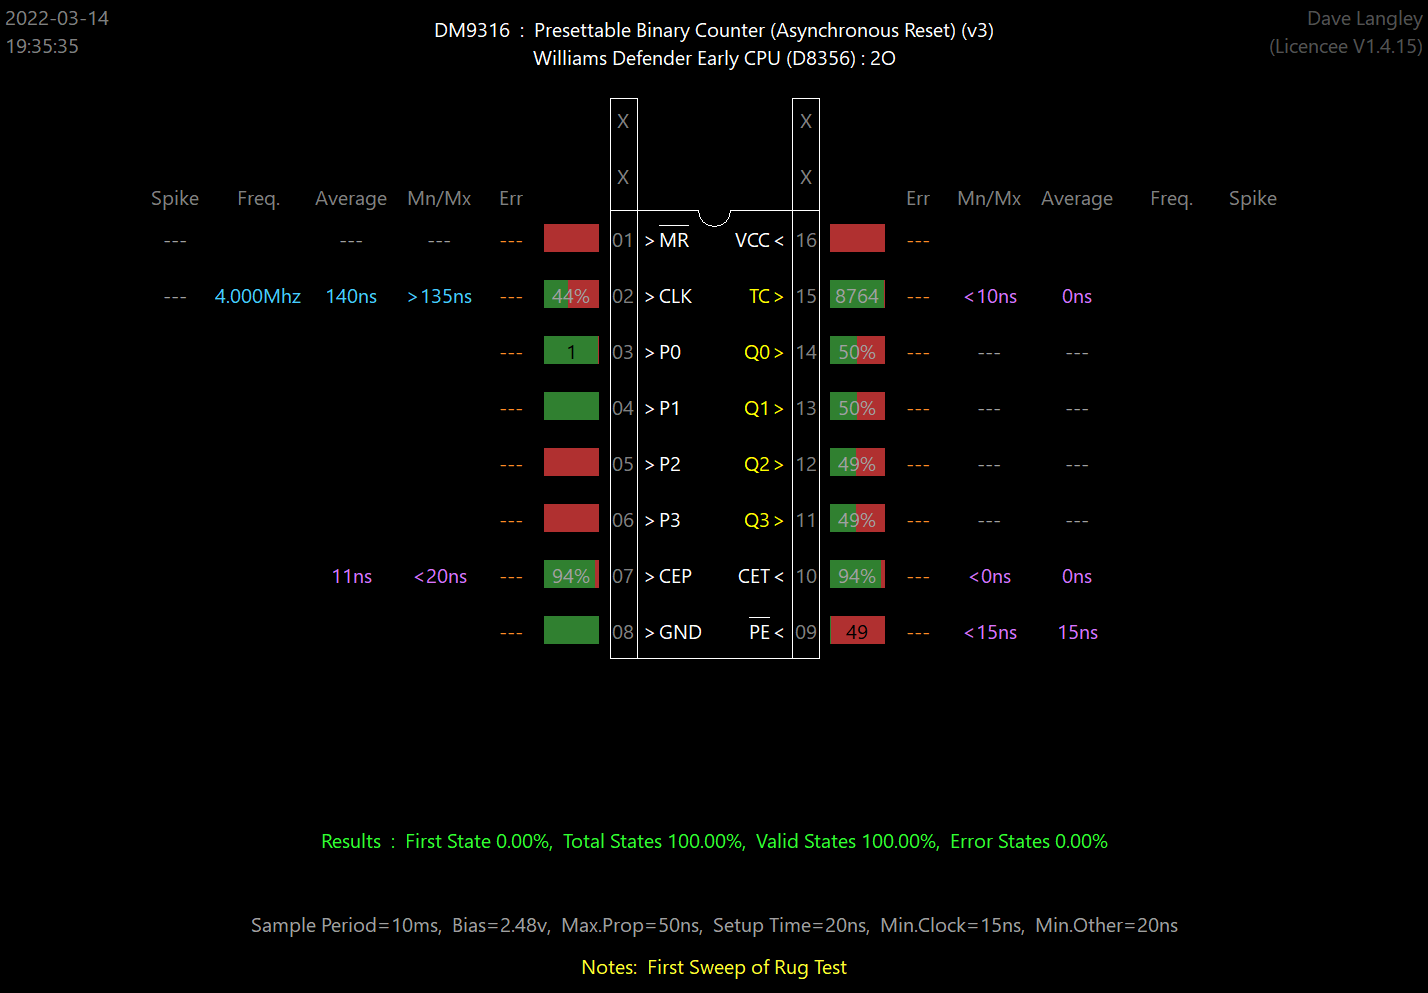 2022-03-14
19:35:35
DM9316 : Presettable Binary Counter (Asynchronous Reset) (v3)
Williams Defender Early CPU (D8356) : 2O
Dave Langley
(Licencee V1.4.15)
X X
X X
Spike Freq. Average Mn/Mx Err Err Mn/Mx Average Freq. Spike
--- --- --- --- 01 >MR VCC< 16 ---
--- 4.000Mhz 140ns >135ns --- 44% 02 >CLK TC> 15 8764 --- <10ns 0ns
--- 1 03 >P0 Q0> 14 50% --- --- ---
--- 04 >P1 Q1> 13 50% --- --- ---
--- 05 >P2 Q2> 12 49% --- --- ---
--- 06 >P3 Q3> 11 49% --- --- ---
11ns <20ns --- 94% 07 >CEP CET< 10 94% --- <0ns 0ns
--- 08 >GND PE< 09 49 --- <15ns 15ns
Results : First State 0.00%, Total States 100.00%, Valid States 100.00%, Error States 0.00%
Sample Period=10ms, Bias=2.48v, Max.Prop=50ns, Setup Time=20ns, Min.Clock=15ns, Min.Other=20ns
Notes: First Sweep of Rug Test